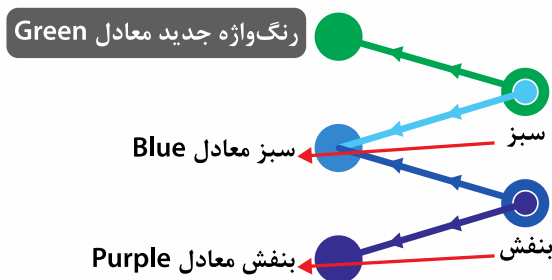 رنگ‌واژه جدید معادل Green
سبز
سبز معادل Blue
بنفش
بنفش معادل Purple